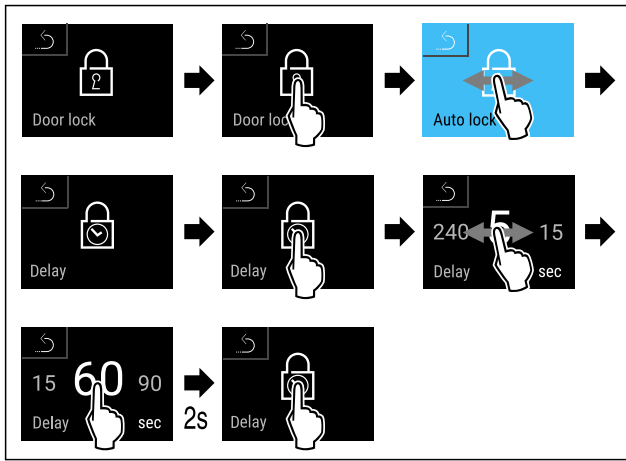 Door lock
Door loc
Auto lock
Delay
Delay
240 5 15
Delay sec
15 60 90
Delay sec
2s
Delay